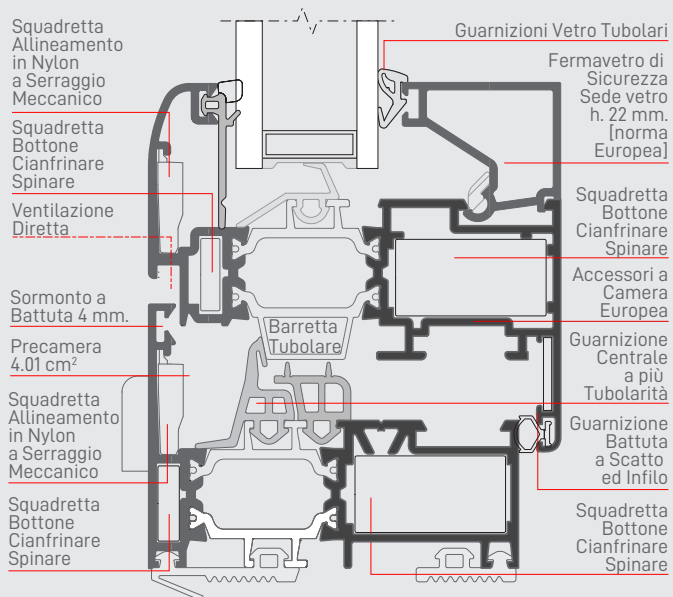 Squadretta
Allineamento
in Nylon
a Serraggio
Meccanico
Squadretta
Bottone
Cianfrinare
Spinare
Ventilazione
Diretta
Sormonto a
Battuta 4 mm.
Precamera
4.01 cm²
Squadretta
Allineamento
in Nylon
a Serraggio
Meccanico
Squadretta
Bottone
Cianfrinare
Spinare
Barretta
Tubolare
Guarnizioni Vetro Tubolari
Fermavetro di
Sicurezza
Sede vetro
h. 22 mm.
[norma
Europea]
Squadretta
Bottone
Cianfrinare
Spinare
Accessori a
Camera
Europea
Guarnizione
Centrale
a più
Tubolarità
Guarnizione
Battuta
a Scatto
ed Infilo
Squadretta
Bottone
Cianfrinare
Spinare